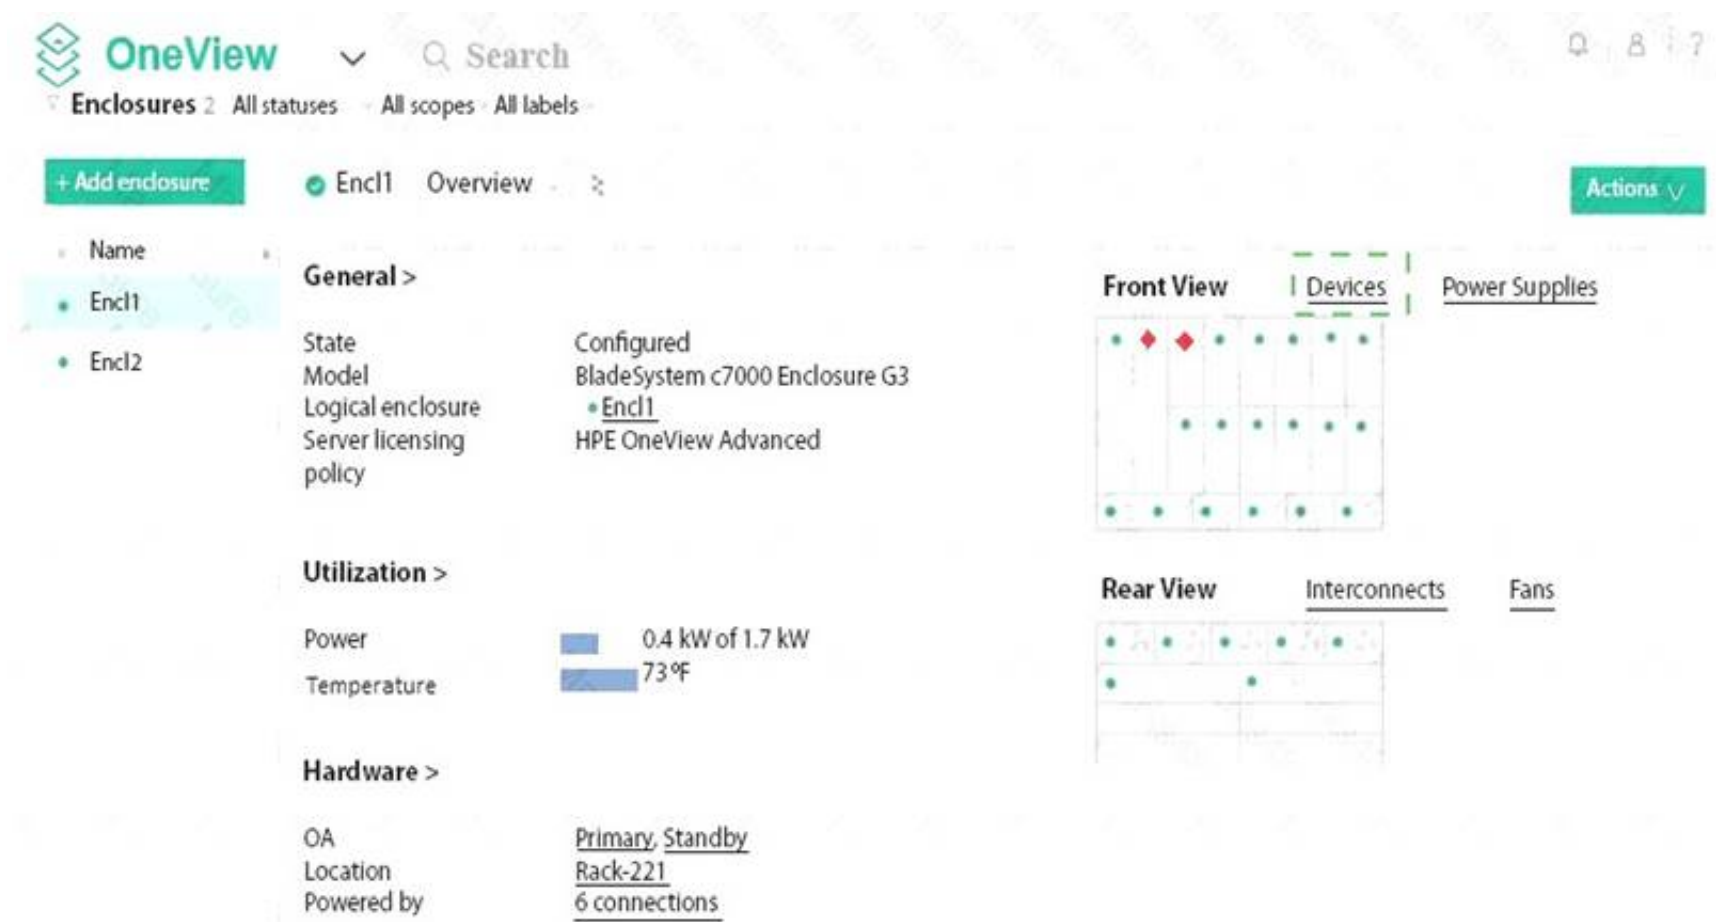 OneView Search
Enclosures 2 All statuses All scopes All labels
+ Add enclosure
Encl1 Overview
Actions
Name
Encl1
Encl2
General >
State Configured
Model BladeSystem c7000 Enclosure G3
Logical enclosure Encl1
Server licensing HPE OneView Advanced
policy
Utilization >
Power 0.4 kW of 1.7 kW
Temperature 73ºF
Hardware >
OA Primary, Standby
Location Rack-221
Powered by 6 connections
Front View Devices Power Supplies
Rear View Interconnects Fans